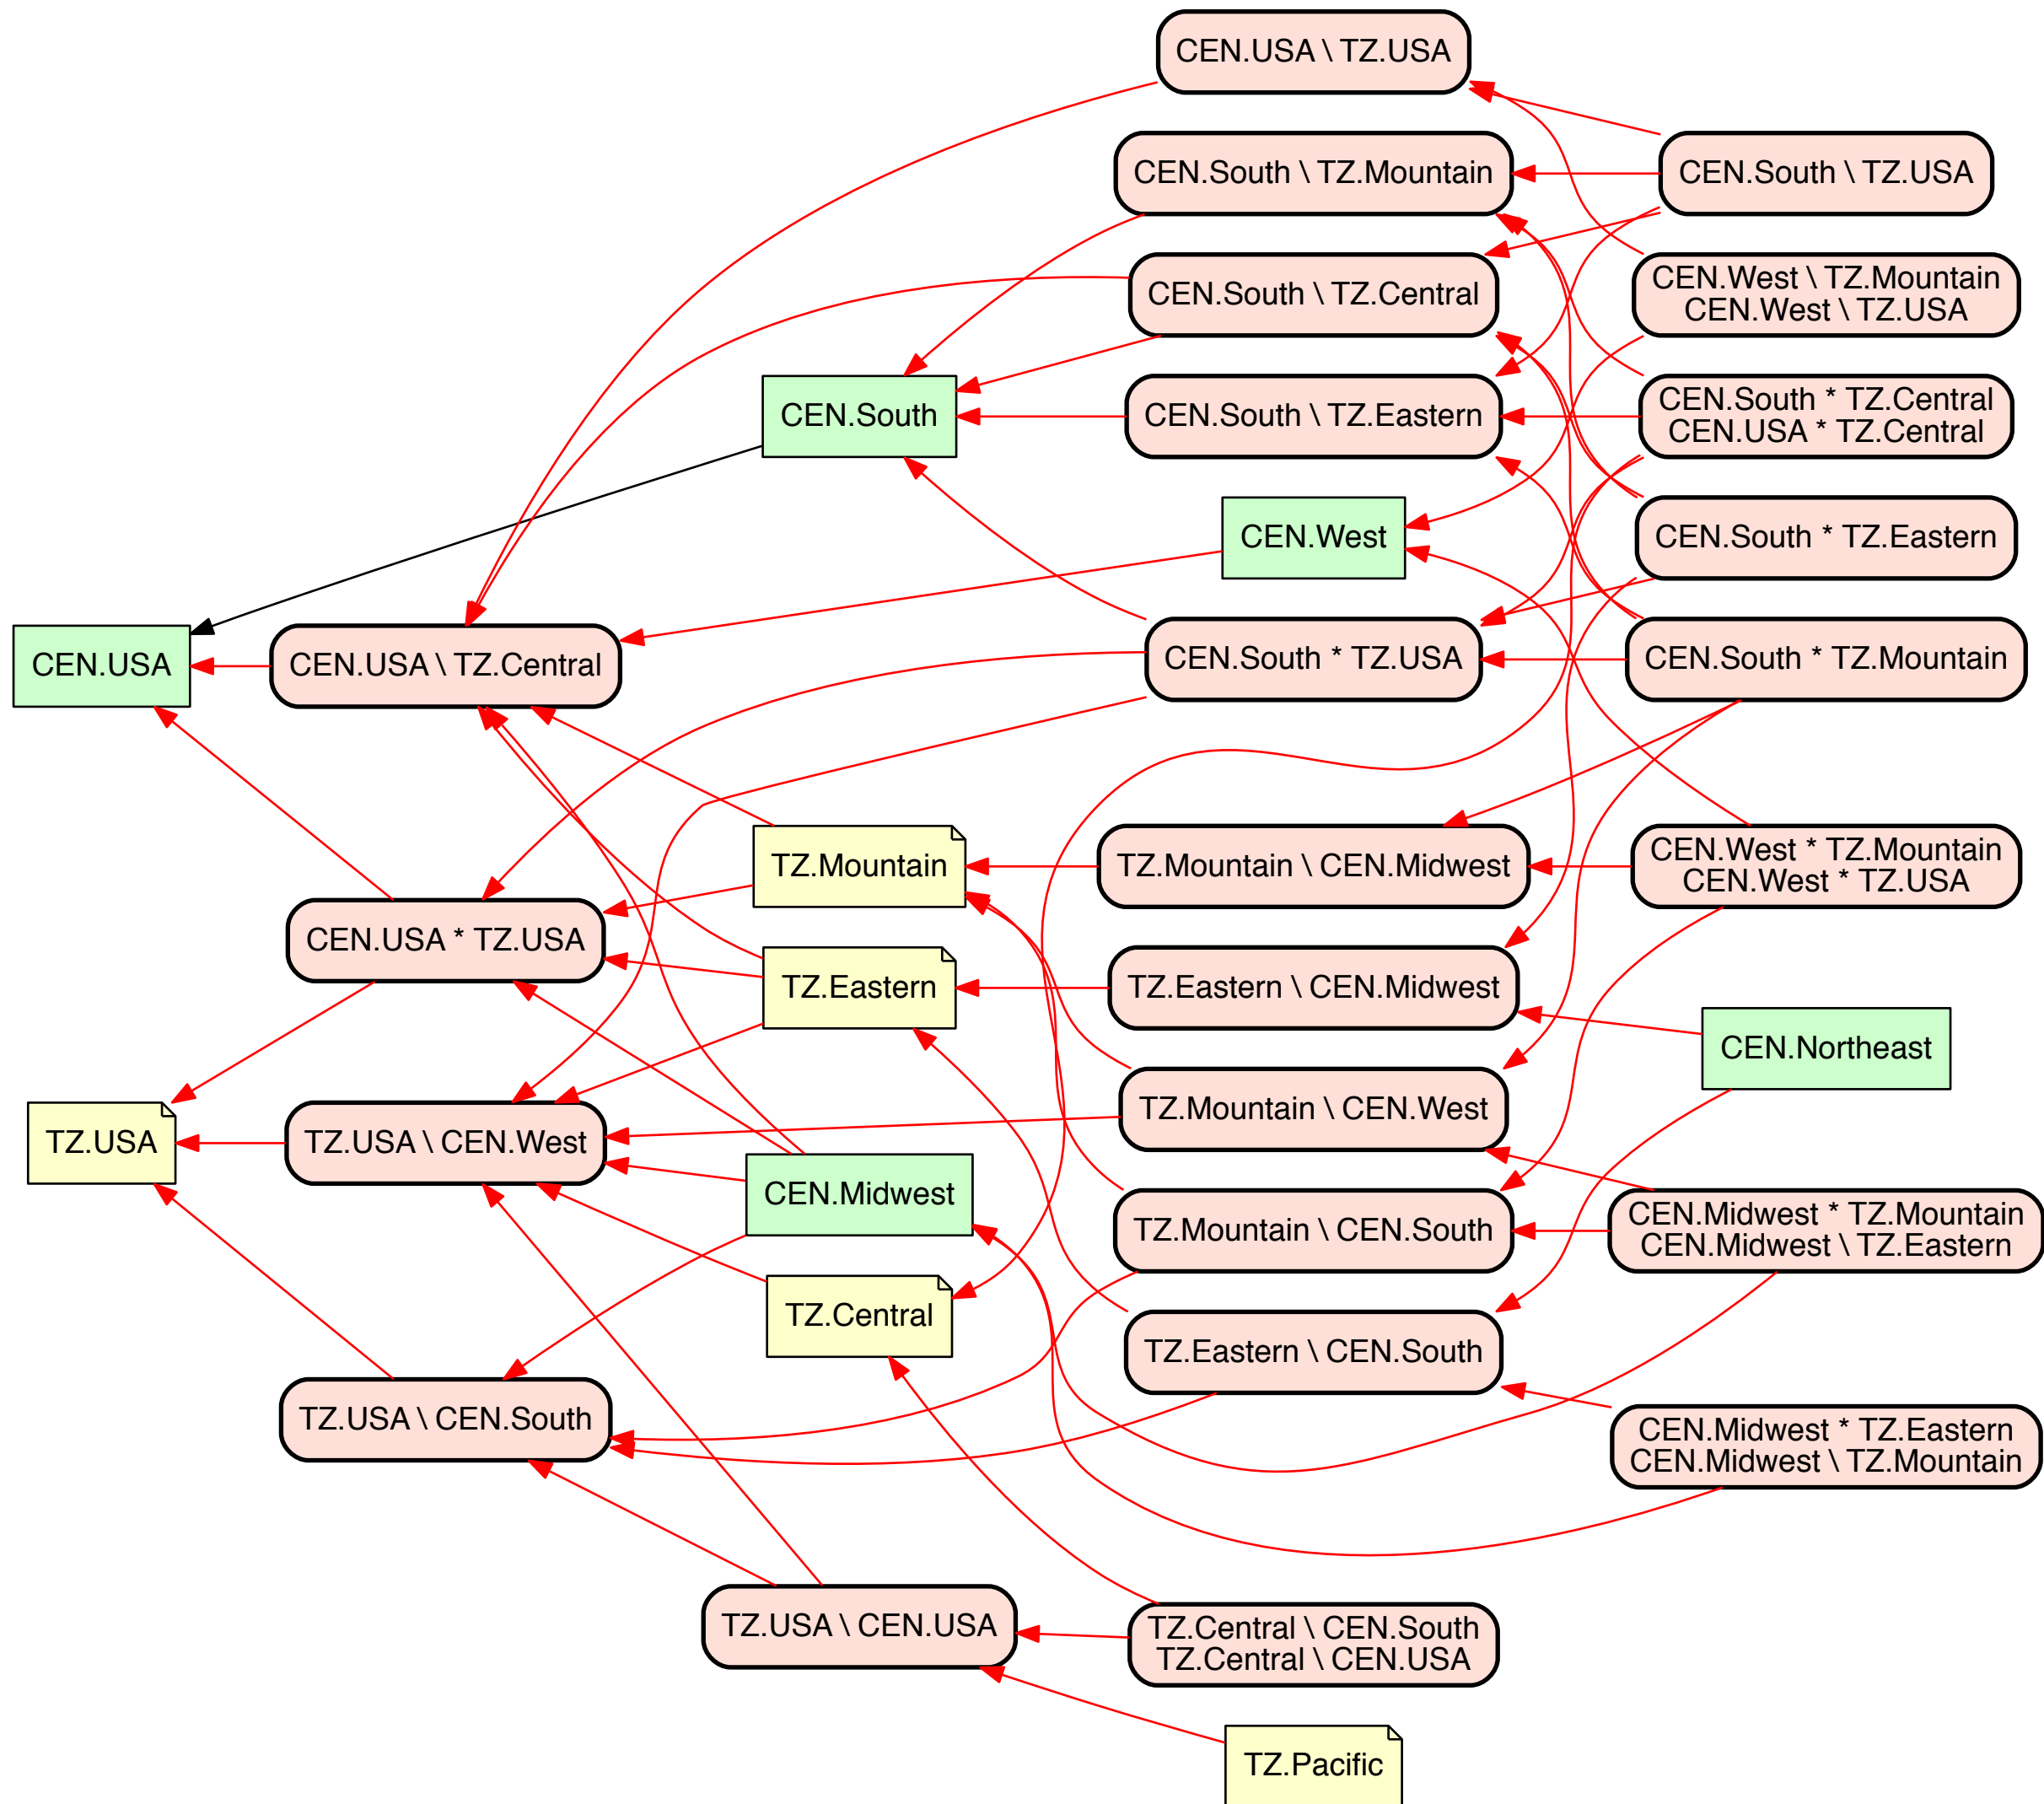 CEN.USA \ TZ.USA
CEN.South \ TZ.Mountain
CEN.South \ TZ.USA
CEN.South \ TZ.Central
CEN.West \ TZ.Mountain
CEN.West \ TZ.USA
CEN.South
CEN.South \ TZ.Eastern
CEN.South * TZ.Central
CEN.USA * TZ.Central
CEN.West
CEN.South * TZ.Eastern
CEN.USA
CEN.USA \ TZ.Central
CEN.South * TZ.USA
CEN.South * TZ.Mountain
TZ.Mountain
TZ.Mountain \ CEN.Midwest
CEN.West * TZ.Mountain
CEN.West * TZ.USA
CEN.USA * TZ.USA
TZ.Eastern
TZ.Eastern \ CEN.Midwest
CEN.Northeast
TZ.USA
TZ.USA \ CEN.West
TZ.Mountain \ CEN.West
CEN.Midwest
TZ.Mountain \ CEN.South
CEN.Midwest * TZ.Mountain
CEN.Midwest \ TZ.Eastern
TZ.Central
TZ.Eastern \ CEN.South
TZ.USA \ CEN.South
CEN.Midwest * TZ.Eastern
CEN.Midwest \ TZ.Mountain
TZ.USA \ CEN.USA
TZ.Central \ CEN.South
TZ.Central \ CEN.USA
TZ.Pacific